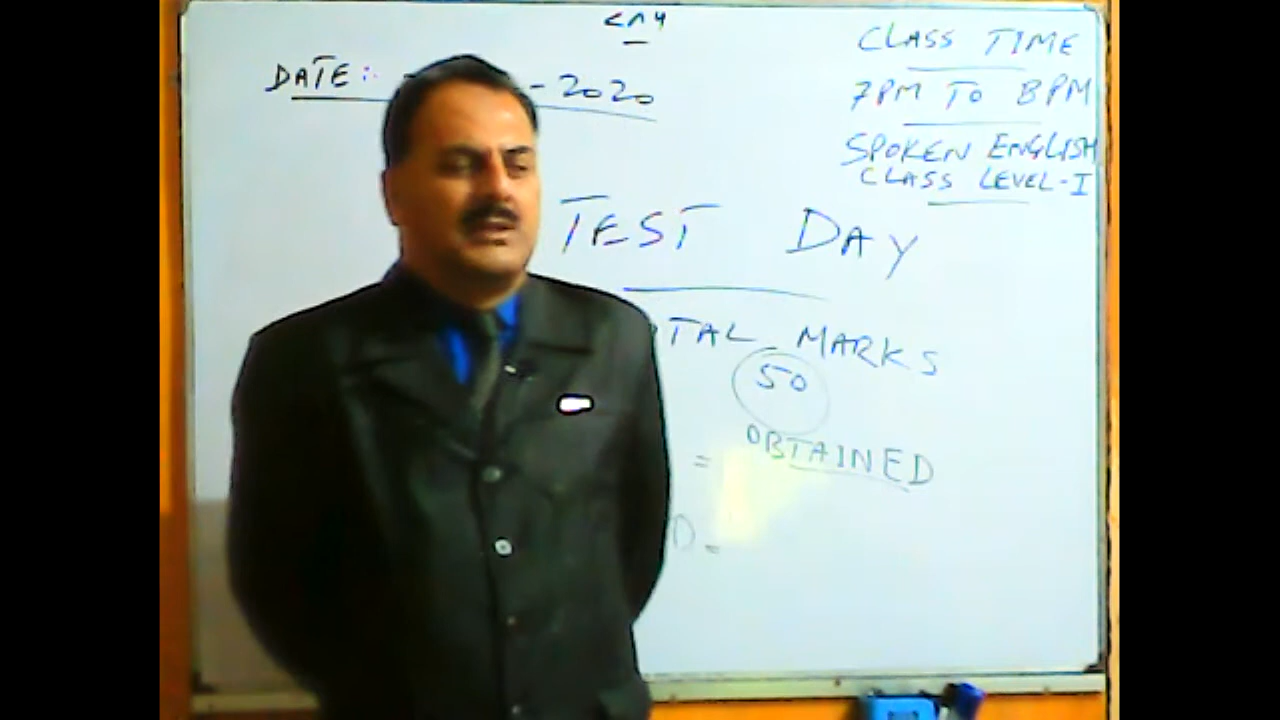 DATE:- -2020
CLASS TIME
7PM TO 8PM
SPOKEN ENGLISH
CLASS LEVEL-I
TEST DAY
TAL MARKS
50
OBTAINED
=
D =